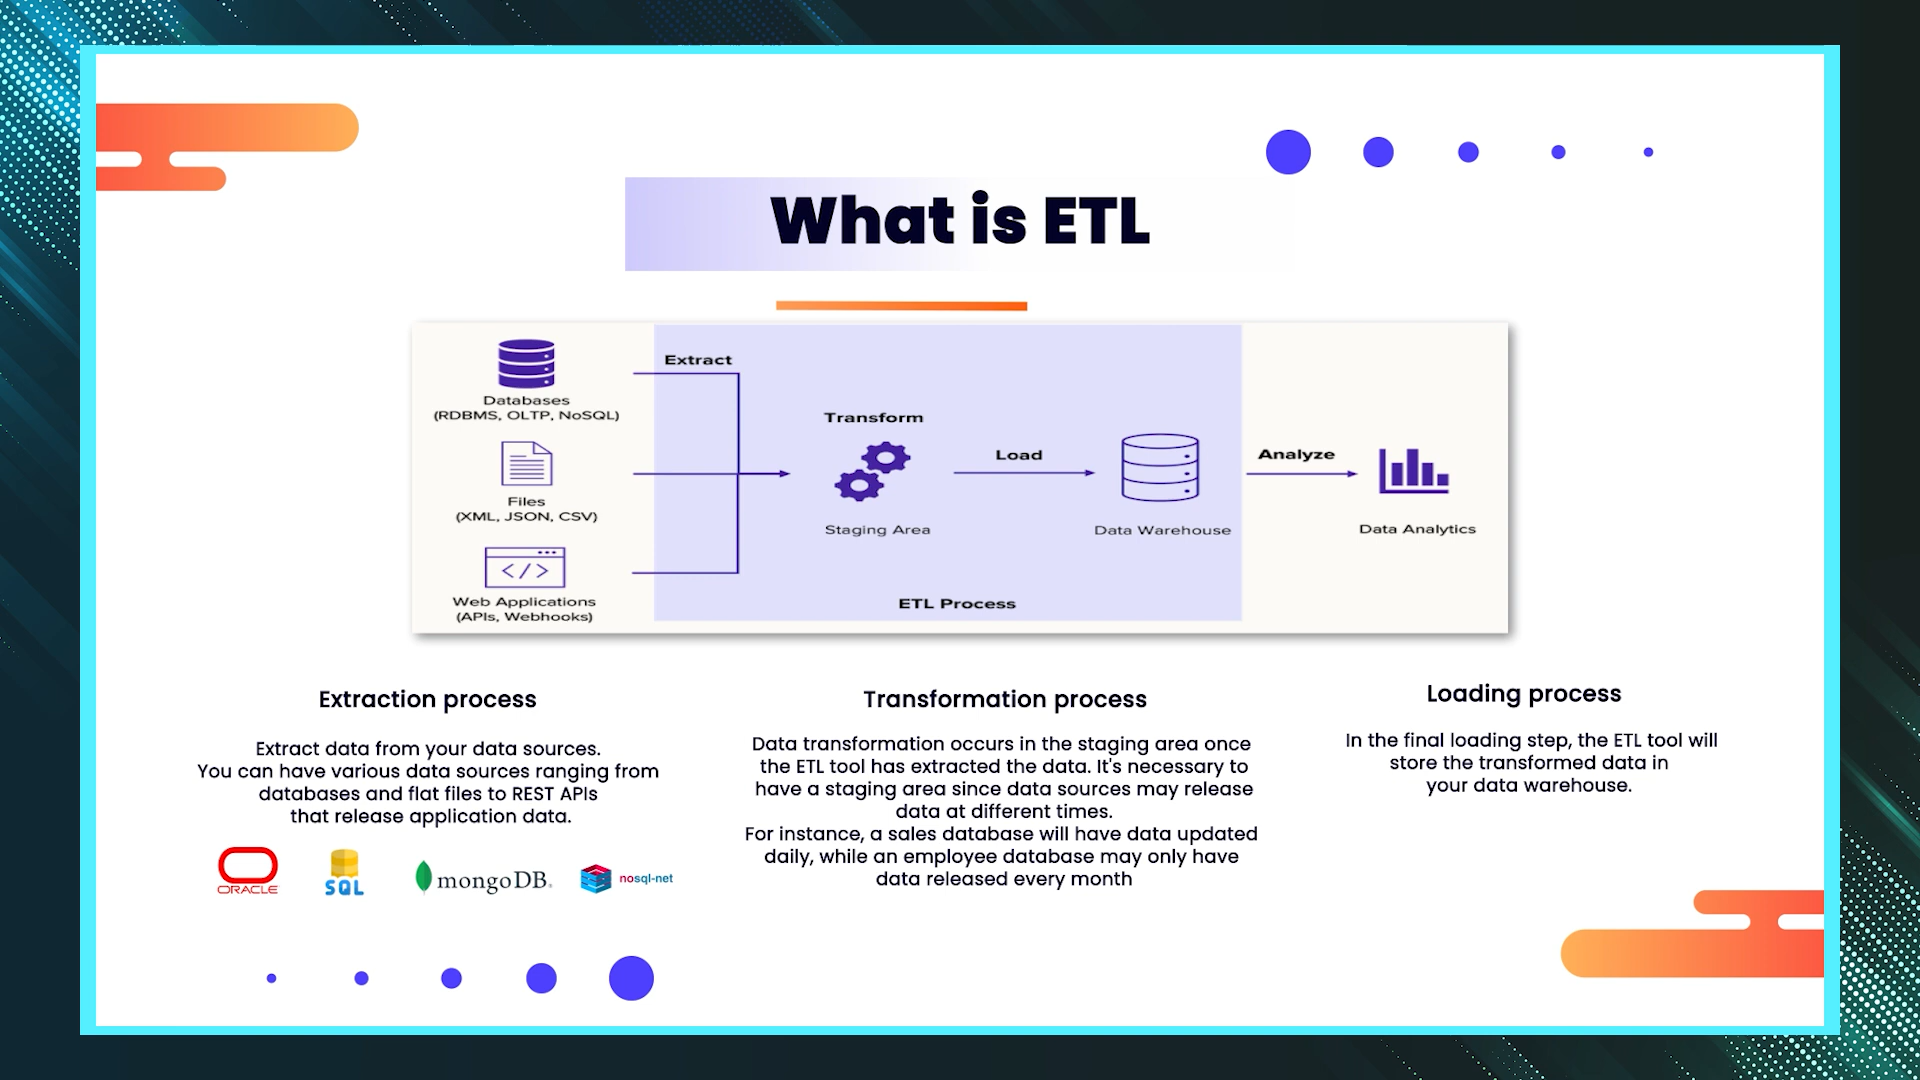 What is ETL
Extract
Databases
(RDBMS, OLTP, NoSQL)
Transform
Load
Analyze
Files
(XML, JSON, CSV)
Staging Area
Data Warehouse
Data Analytics
</>
Web Applications
(APIs, Webhooks)
ETL Process
Extraction process
Extract data from your data sources.
You can have various data sources ranging from
databases and flat files to REST APIs
that release application data.
ORACLE
SQL
mongoDB.
nosql-net
Transformation process
Data transformation occurs in the staging area once
the ETL tool has extracted the data. It's necessary to
have a staging area since data sources may release
data at different times.
For instance, a sales database will have data updated
daily, while an employee database may only have
data released every month
Loading process
In the final loading step, the ETL tool will
store the transformed data in
your data warehouse.